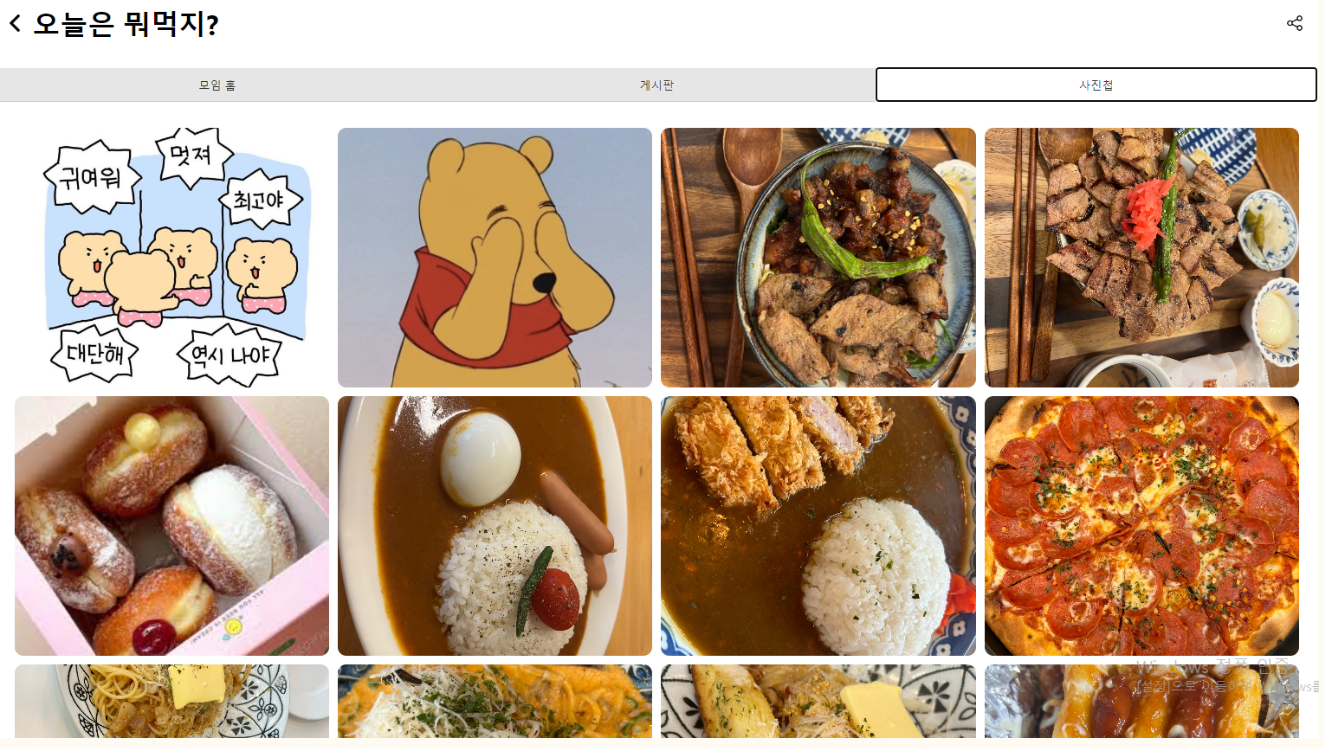 오늘은 뭐먹지?
모임 홈
게시판
사진첩
귀여워
멋져
최고야
대단해
역시 나야
Windows 정품 인증